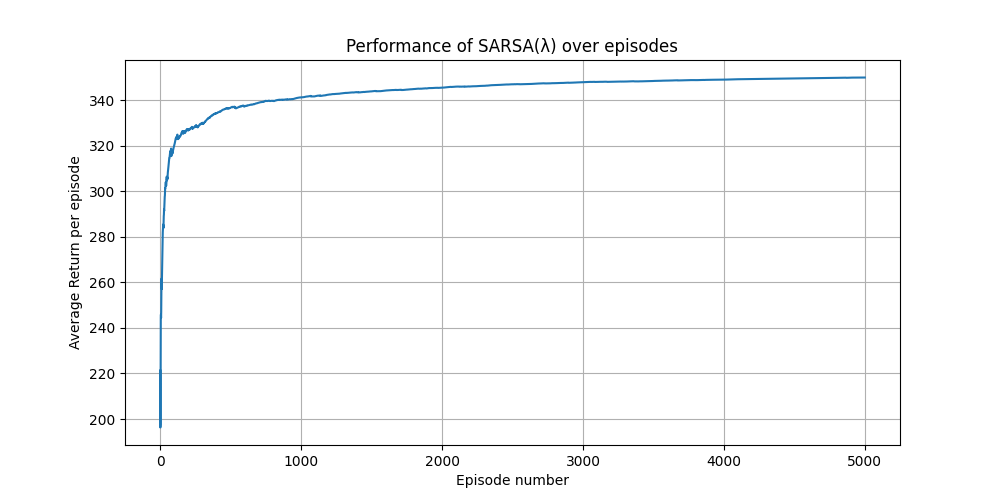 Performance of SARSA(λ) over episodes
Average Return per episode
340
320
300
280
260
240
220
200
0 1000 2000 3000 4000 5000
Episode number